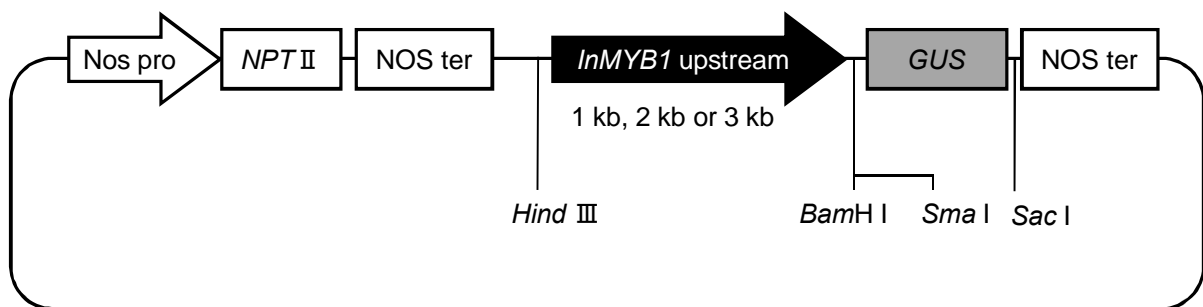 Nos pro NPT Ⅱ NOS ter InMYB1 upstream GUS NOS ter
1 kb, 2 kb or 3 kb
Hind Ⅲ BamH I Sma I Sac I